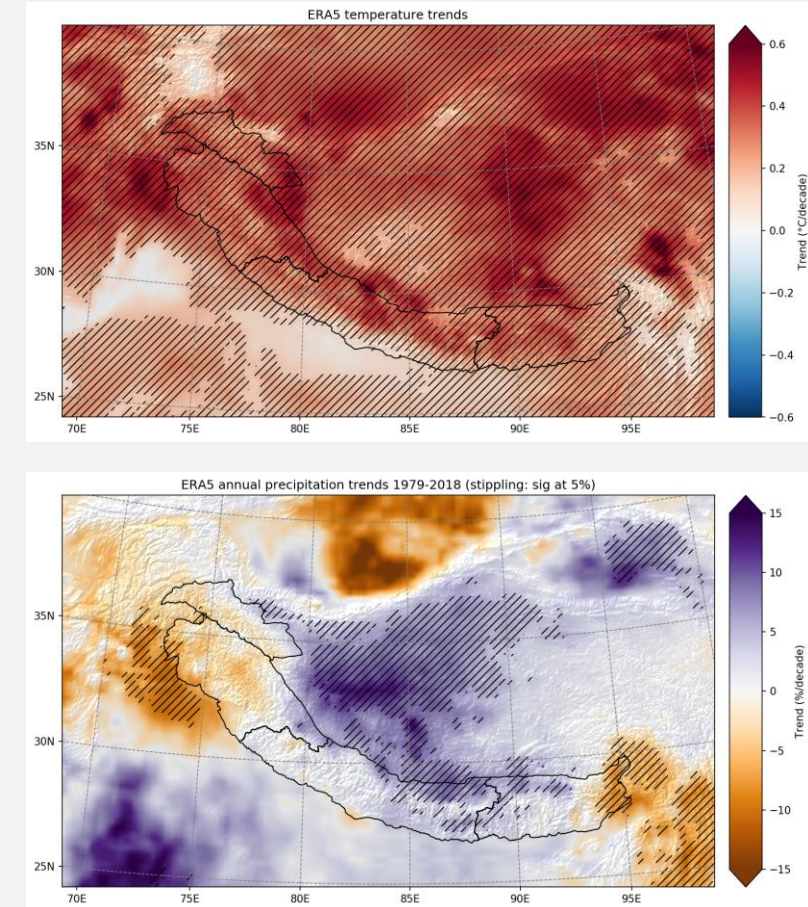 ERA5 temperature trends
0.6
0.4
35N
0.2
Trend (°C/decade)
0.0
30N
−0.2
−0.4
25N
−0.6
70E 75E 80E 85E 90E 95E
ERA5 annual precipitation trends 1979-2018 (stippling: sig at 5%)
15
10
35N
5
Trend (%/decade)
0
30N
−5
−10
25N
−15
70E 75E 80E 85E 90E 95E